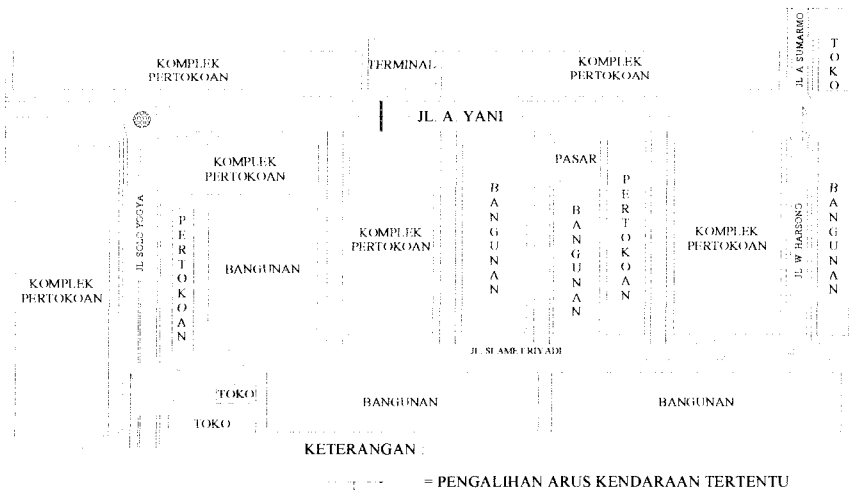 KOMPLEK
PERTOKOAN
TERMINAL
KOMPLEK
PERTOKOAN
JL. A SUMARMO
TOKO
JL. A. YANI
KOMPLEK
PERTOKOAN
PASAR
JL SOLO YOGYA
PERTOKOAN
BANGUNAN
KOMPLEK
PERTOKOAN
BANGUNAN
BANGUNAN
PERTOKOAN
KOMPLEK
PERTOKOAN
JL W HARSONG
BANGUNAN
KOMPLEK
PERTOKOAN
JL. SLAMET RIYADI
TOKO
TOKO
BANGUNAN
BANGUNAN
KETERANGAN :
= PENGALIHAN ARUS KENDARAAN TERTENTU